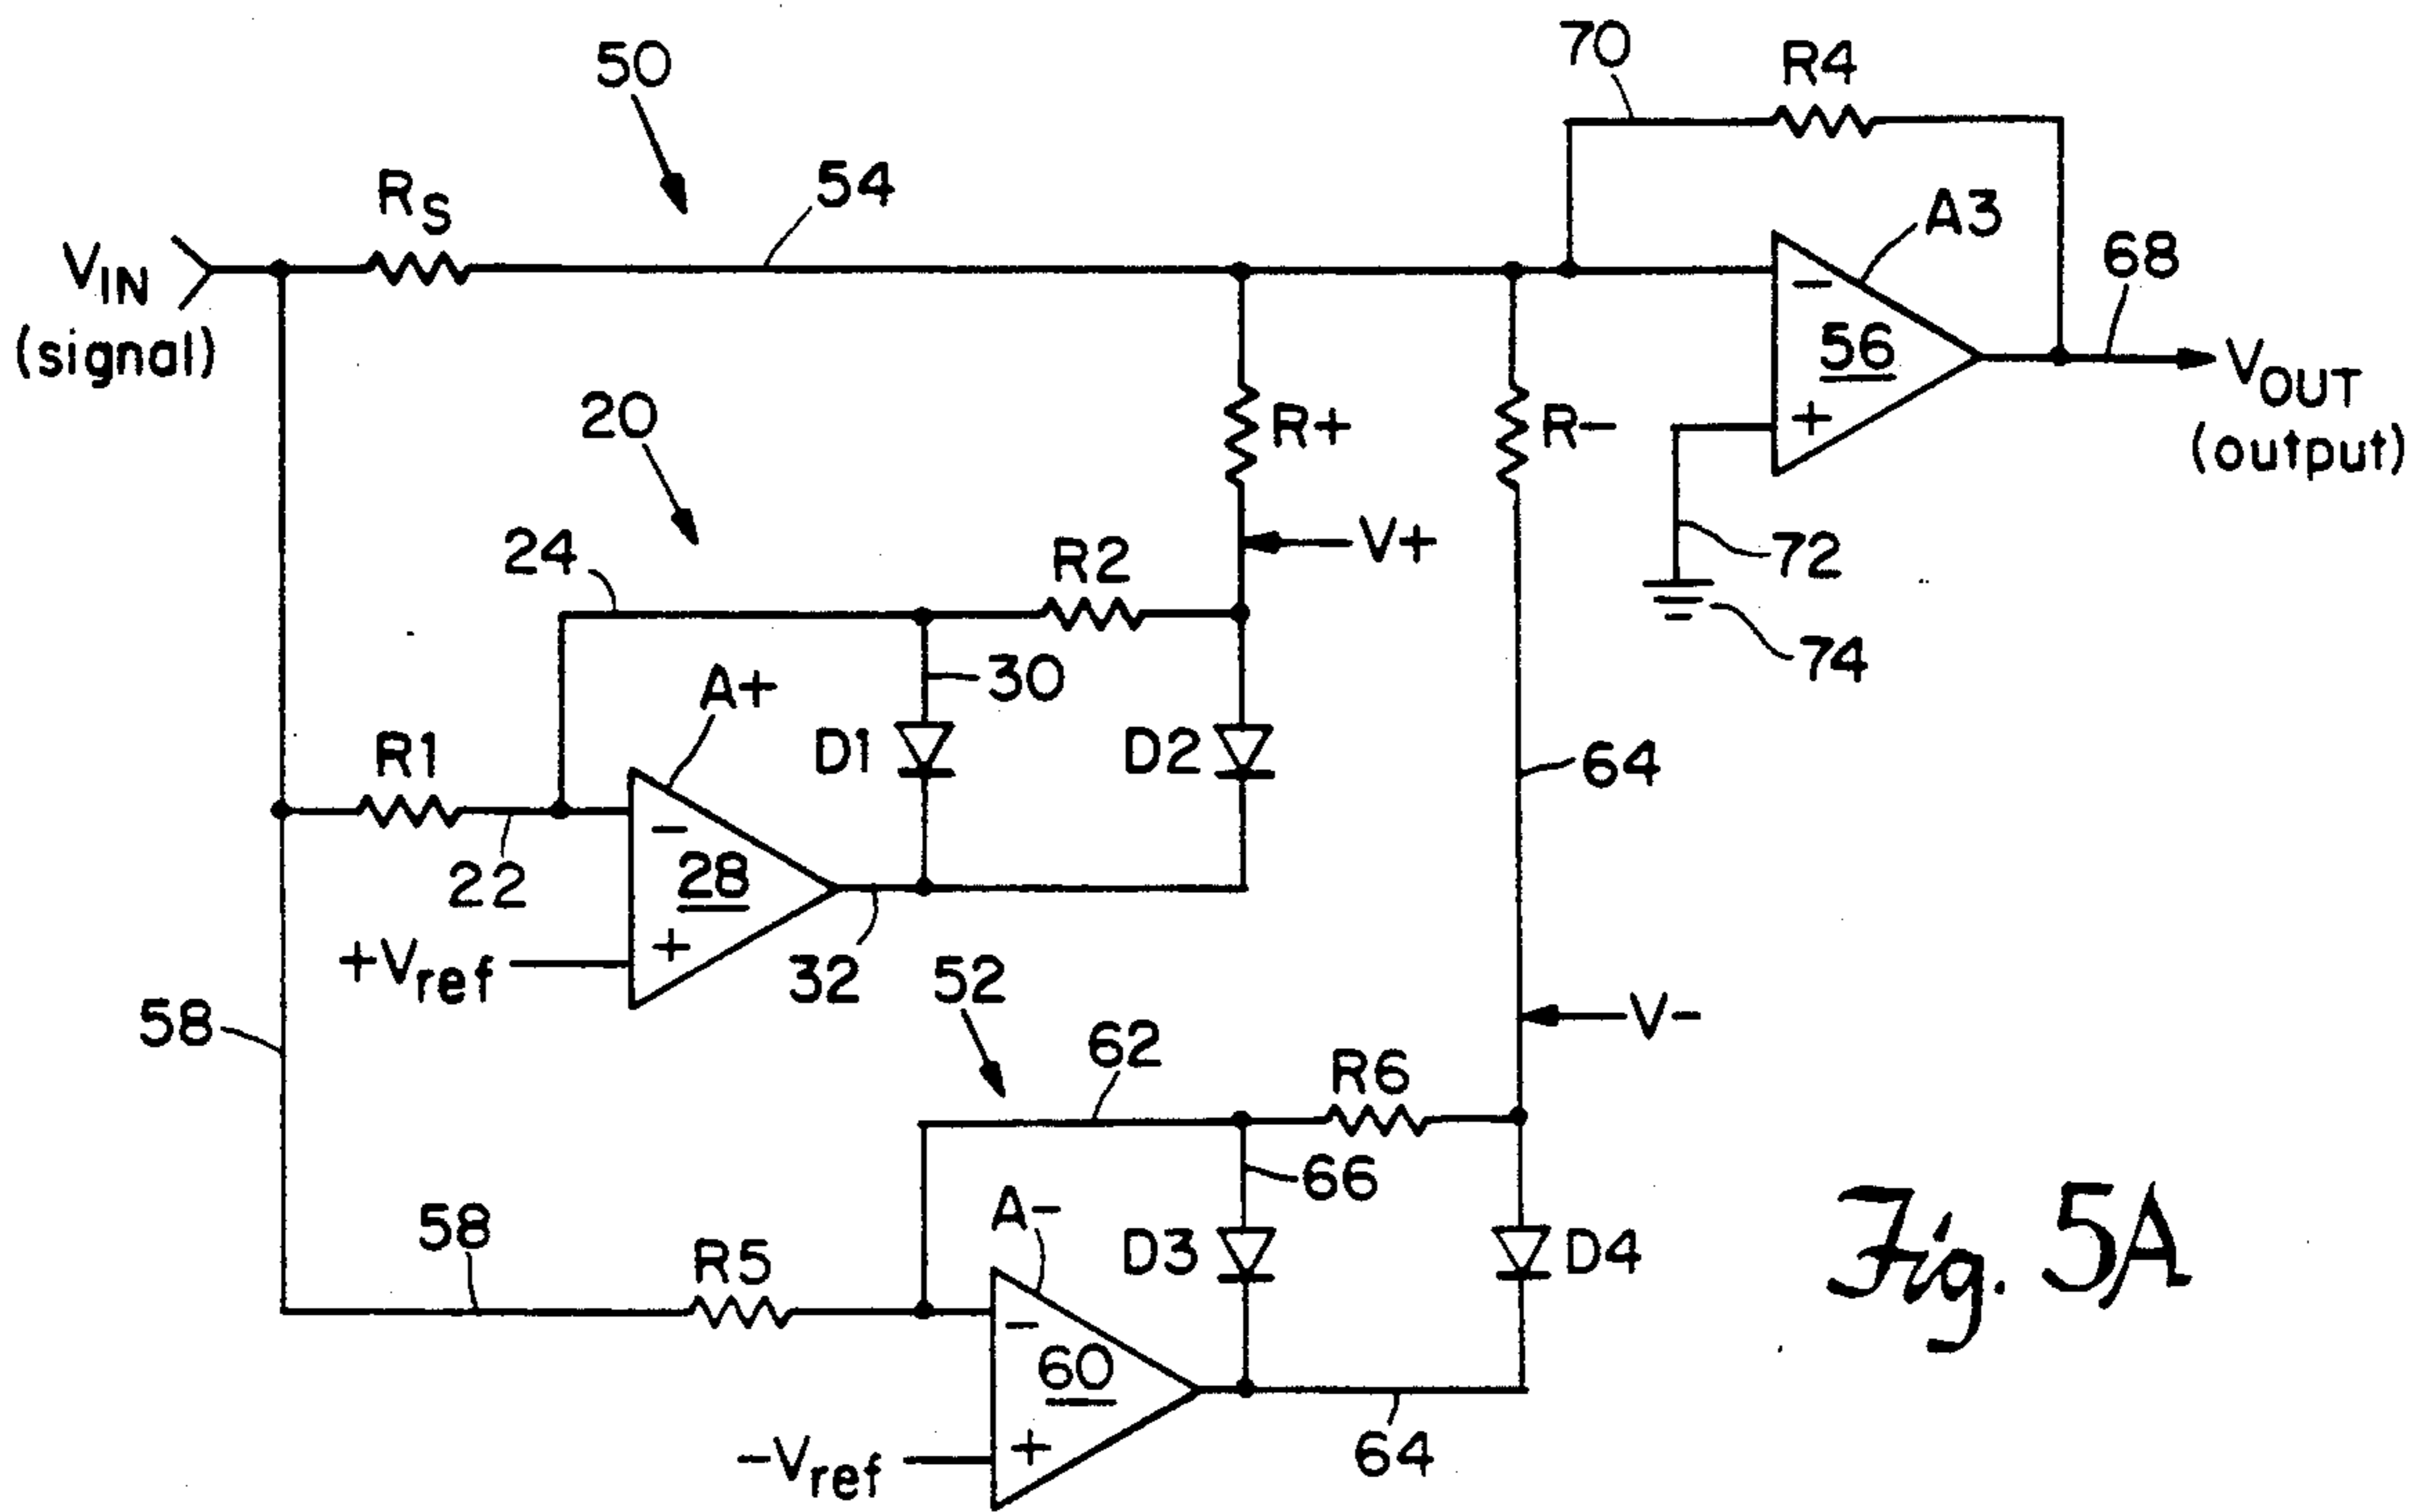 50
70
R4
RS
54
A3
68
VIN
(signal)
−
56
+
VOUT
(output)
20
R+
R−
24
R2
V+
72
74
30
A+
R1
D1
D2
64
22
−
28
+
+Vref
32
52
58
62
V−
R6
66
58
R5
A−
D3
D4
−
60
+
−Vref
64
Fig. 5A